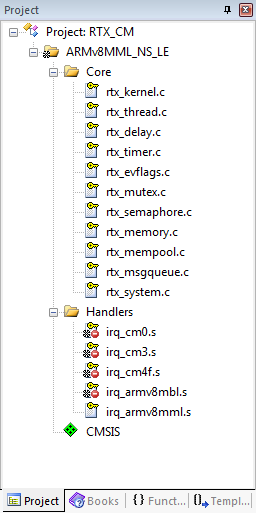 Project
Project: RTX_CM
ARMv8MML_NS_LE
Core
rtx_kernel.c
rtx_thread.c
rtx_delay.c
rtx_timer.c
rtx_evflags.c
rtx_mutex.c
rtx_semaphore.c
rtx_memory.c
rtx_mempool.c
rtx_msgqueue.c
rtx_system.c
Handlers
irq_cm0.s
irq_cm3.s
irq_cm4f.s
irq_armv8mbl.s
irq_armv8mml.s
CMSIS
Project Books {} Funct... {}→ Templ...